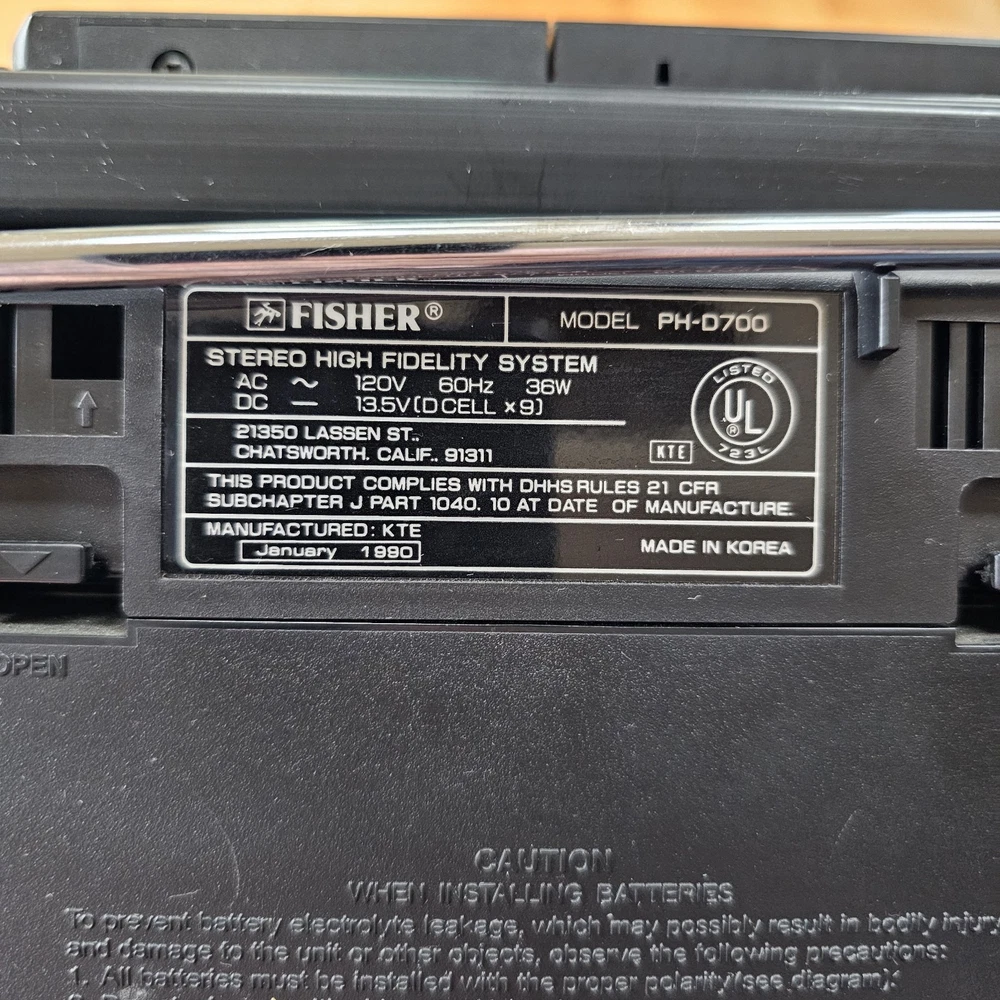 FISHER®
MODEL PH-D700
STEREO HIGH FIDELITY SYSTEM
AC ~ 120V 60Hz 36W
DC — 13.5V(D CELL ×9)
LISTED
UL
®
723L
21350 LASSEN ST.,
CHATSWORTH, CALIF., 91311
KTE
THIS PRODUCT COMPLIES WITH DHHS RULES 21 CFR
SUBCHAPTER J PART 1040. 10 AT DATE OF MANUFACTURE.
MANUFACTURED: KTE
January 1990
MADE IN KOREA
OPEN
CAUTION
WHEN INSTALLING BATTERIES
To prevent battery electrolyte leakage, which may possibly result in bodily injury
and damage to the unit or other objects, observe the following precautions:
1. All batteries must be installed with the proper polarity(see diagram).